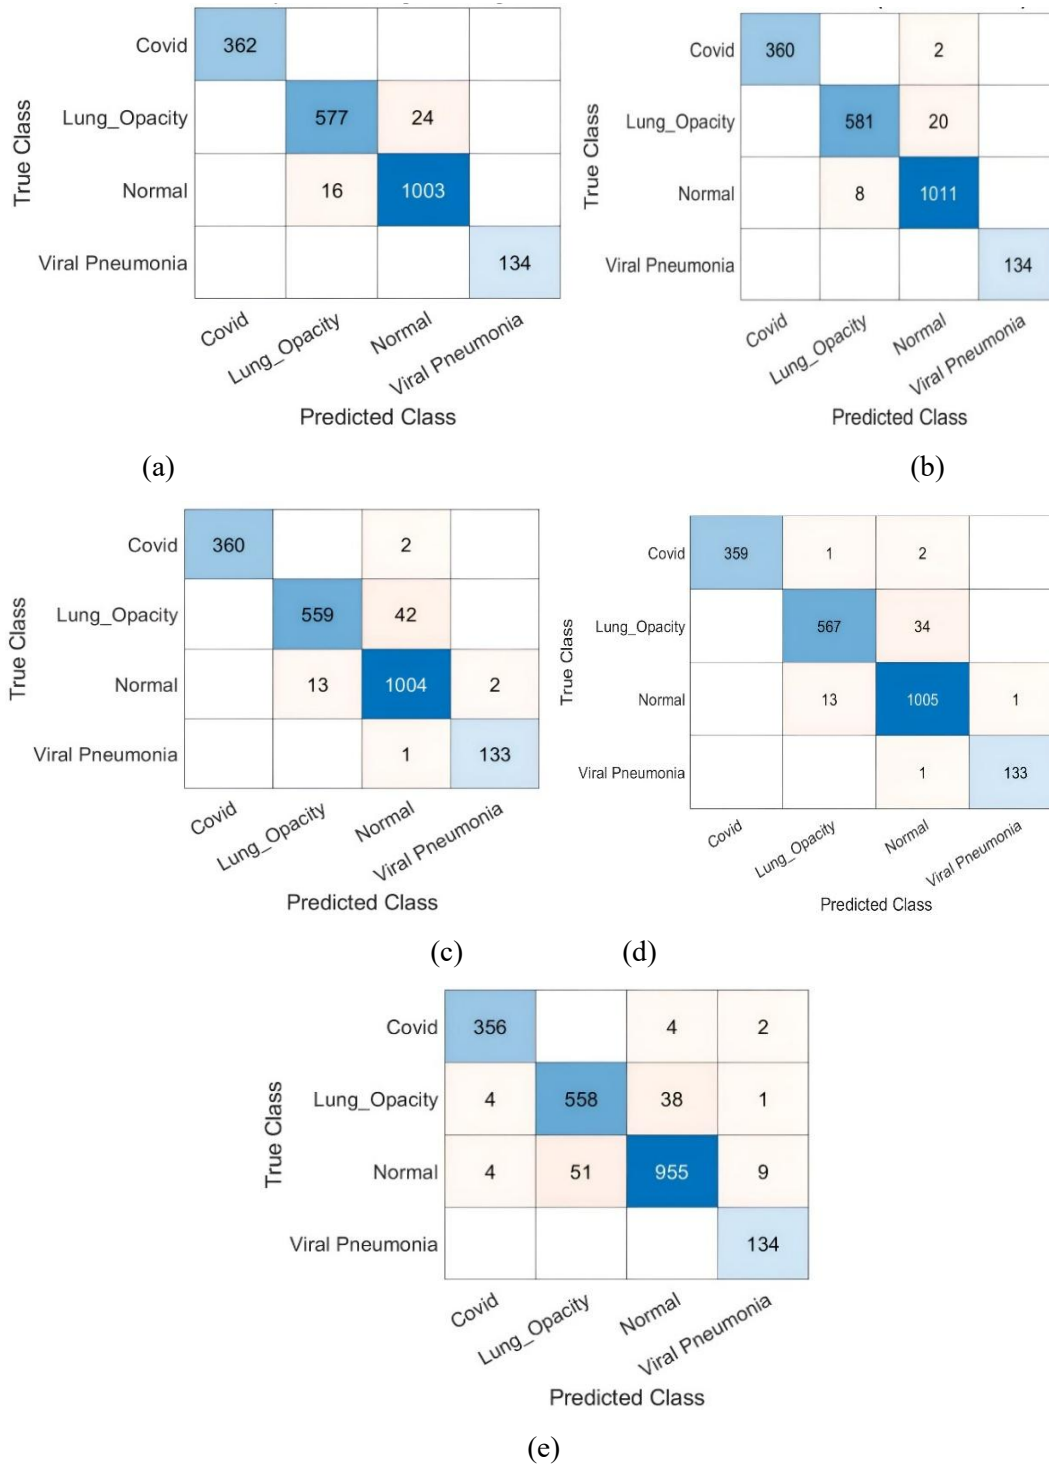 Covid 362
Lung_Opacity 577 24
Normal 16 1003
Viral Pneumonia 134
True Class
Covid Lung_Opacity Normal Viral Pneumonia
Predicted Class
(a)
Covid 360 2
Lung_Opacity 581 20
Normal 8 1011
Viral Pneumonia 134
True Class
Covid Lung_Opacity Normal Viral Pneumonia
Predicted Class
(b)
Covid 360 2
Lung_Opacity 559 42
Normal 13 1004 2
Viral Pneumonia 1 133
True Class
Covid Lung_Opacity Normal Viral Pneumonia
Predicted Class
(c)
Covid 359 1 2
Lung_Opacity 567 34
Normal 13 1005 1
Viral Pneumonia 1 133
True Class
Covid Lung_Opacity Normal Viral Pneumonia
Predicted Class
(d)
Covid 356 4 2
Lung_Opacity 4 558 38 1
Normal 4 51 955 9
Viral Pneumonia 134
True Class
Covid Lung_Opacity Normal Viral Pneumonia
Predicted Class
(e)